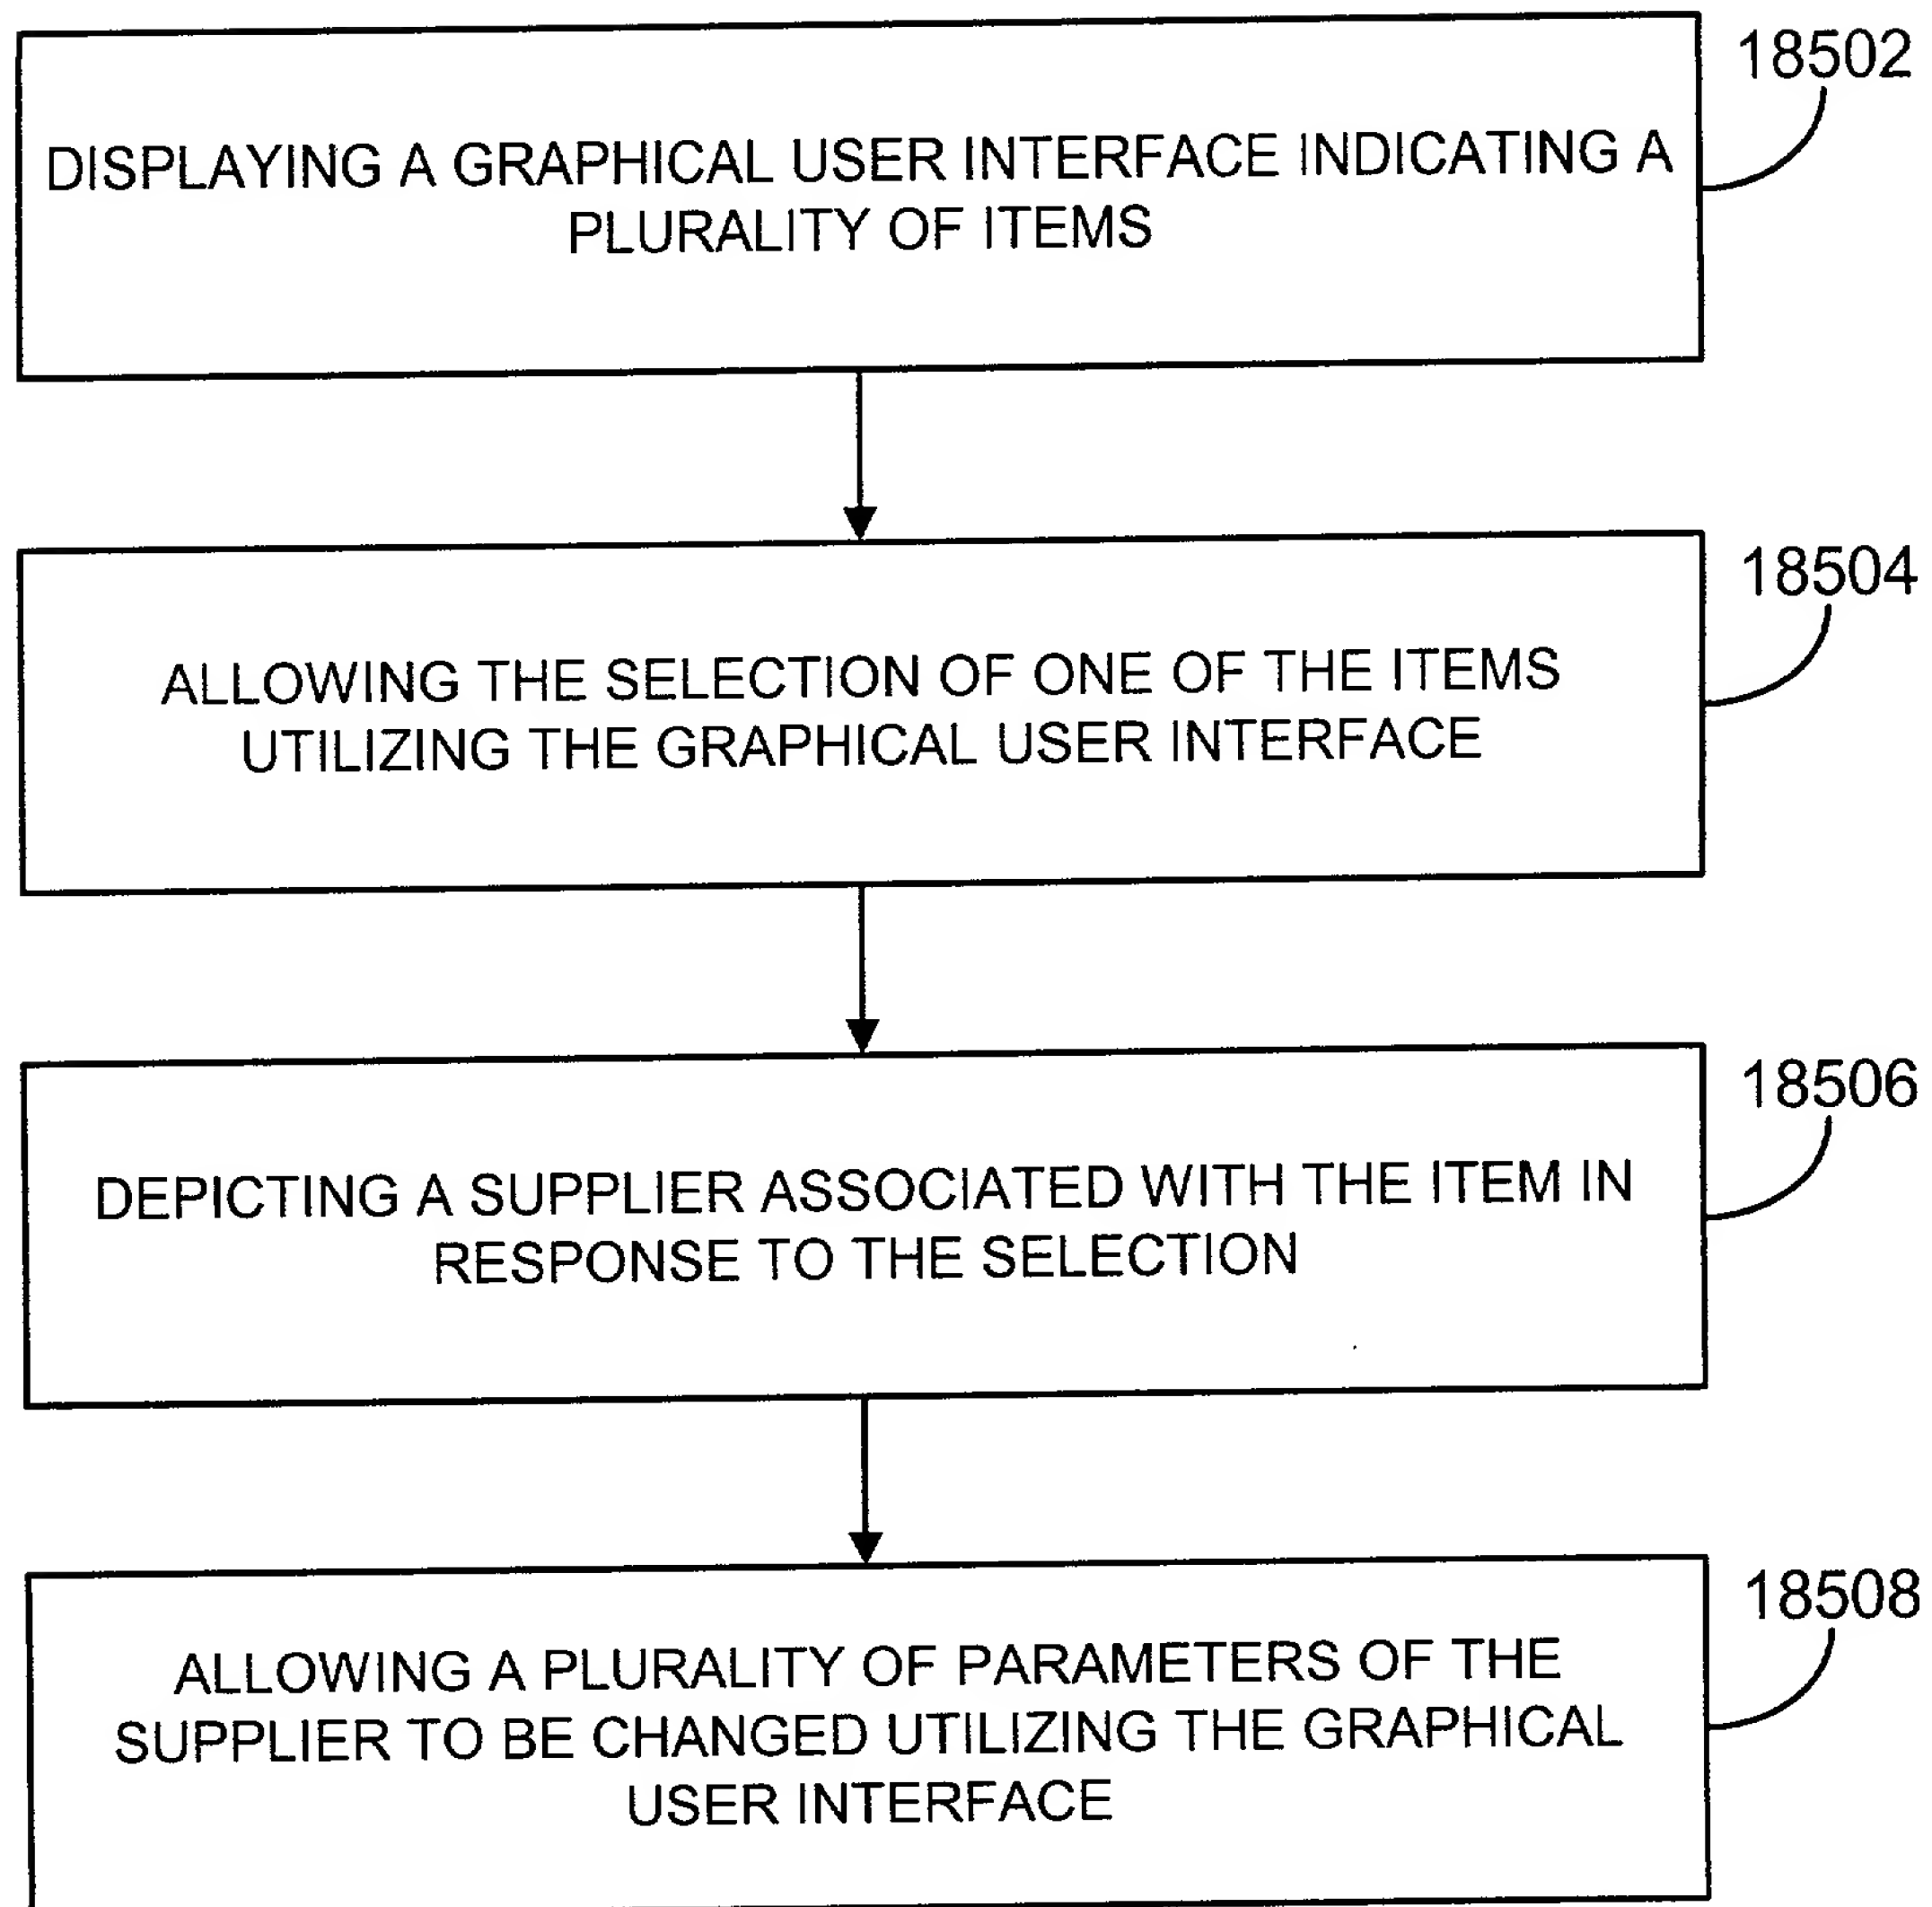 18502
DISPLAYING A GRAPHICAL USER INTERFACE INDICATING A
PLURALITY OF ITEMS
18504
ALLOWING THE SELECTION OF ONE OF THE ITEMS
UTILIZING THE GRAPHICAL USER INTERFACE
18506
DEPICTING A SUPPLIER ASSOCIATED WITH THE ITEM IN
RESPONSE TO THE SELECTION
18508
ALLOWING A PLURALITY OF PARAMETERS OF THE
SUPPLIER TO BE CHANGED UTILIZING THE GRAPHICAL
USER INTERFACE